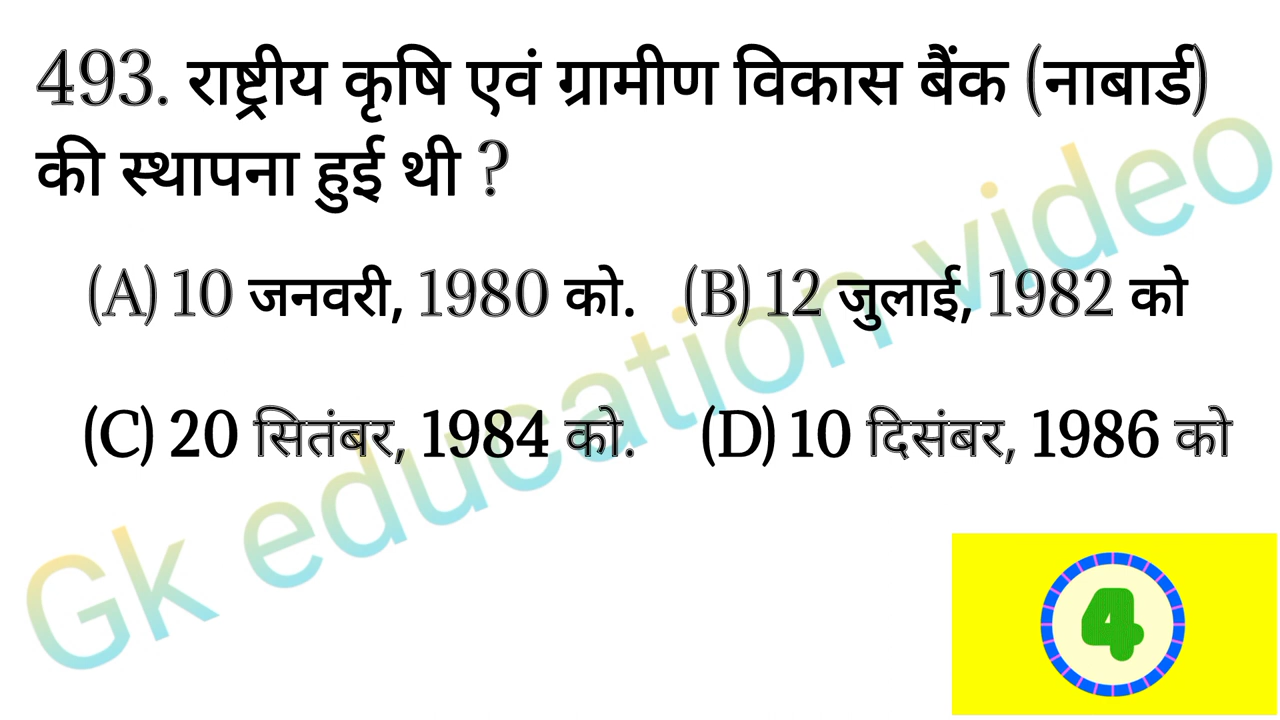 493. राष्ट्रीय कृषि एवं ग्रामीण विकास बैंक (नाबार्ड)
की स्थापना हुई थी ?
(A) 10 जनवरी, 1980 को. (B) 12 जुलाई, 1982 को
(C) 20 सितंबर, 1984 को. (D) 10 दिसंबर, 1986 को
Gk education video
4